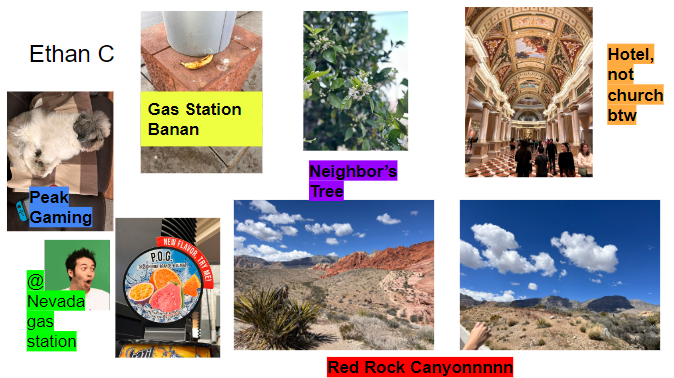 Ethan C
Gas Station
Banan
Hotel,
not
church
btw
Peak
Gaming
Neighbor's
Tree
NEW FLAVOR, TRY ME!
P.O.G.
@
Nevada
gas
station
Red Rock Canyonnnnn